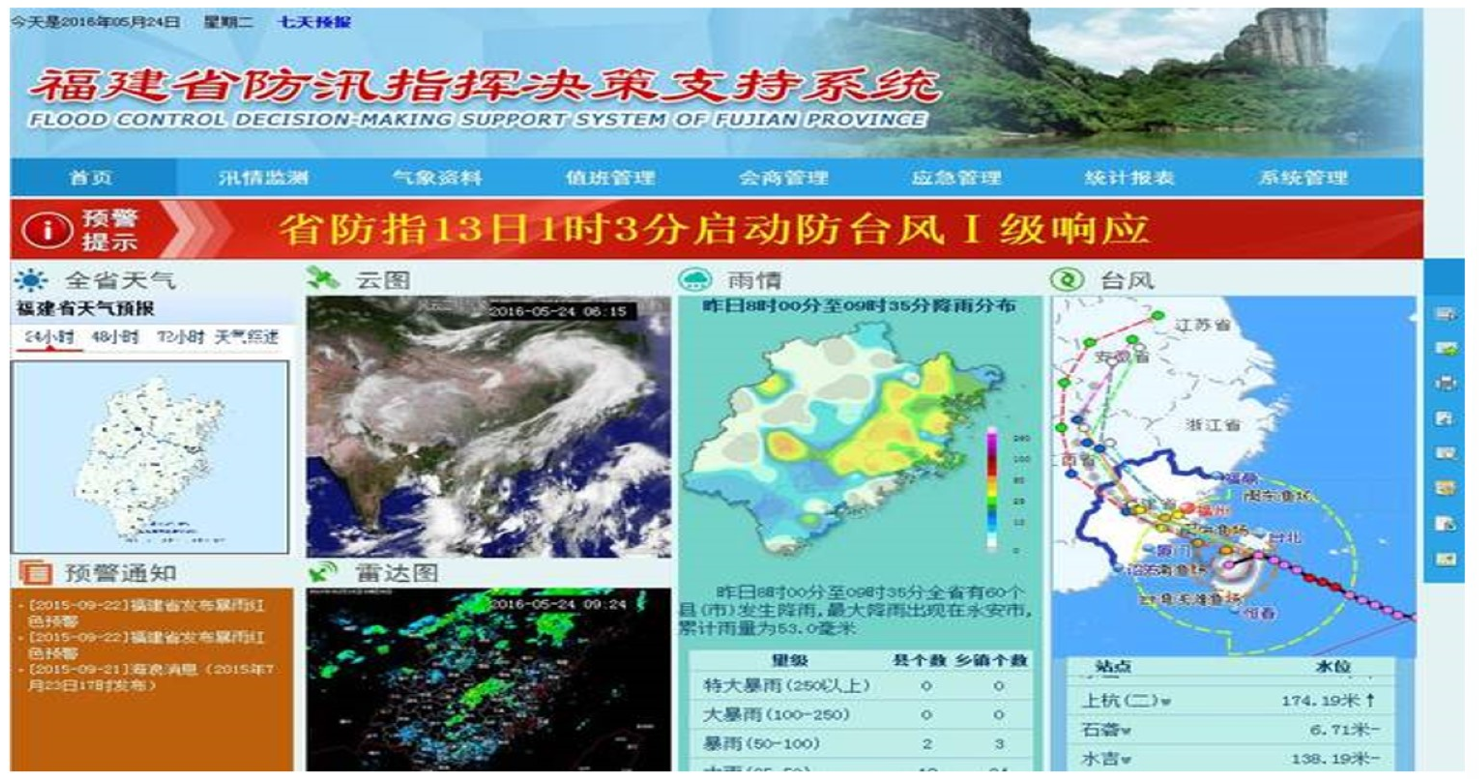 今天是2016年05月24日 星期二 七天预报
福建省防汛指挥决策支持系统
FLOOD CONTROL DECISION-MAKING SUPPORT SYSTEM OF FUJIAN PROVINCE
首页 汛情监测 气象资料 值班管理 会商管理 应急管理 统计报表 系统管理
预警
提示
省防指13日1时3分启动防台风Ⅰ级响应
全省天气
福建省天气预报
24小时 48小时 72小时 天气综述
预警通知
[2015-09-22]福建省发布暴雨红
色预警
[2015-09-22]福建省发布暴雨红
色预警
[2015-09-21]海浪消息（2015年7
月23日17时发布）
云图
2016-05-24 06:15
雷达图
2016-05-24 09:24
雨情
昨日8时00分至09时35分降雨分布
昨日8时00分至09时35分全省有60个
县(市)发生降雨,最大降雨出现在永安市,
累计雨量为53.0毫米
量级 县个数 乡镇个数
特大暴雨(250以上) 0 0
大暴雨(100-250) 0 0
暴雨(50-100) 2 3
台风
江苏省
安徽省
浙江省
福州
闽东渔场
台北
厦门
恒春
站点 水位
上杭(二)w 174.19米↑
石砻w 6.71米-
水吉w 138.19米-